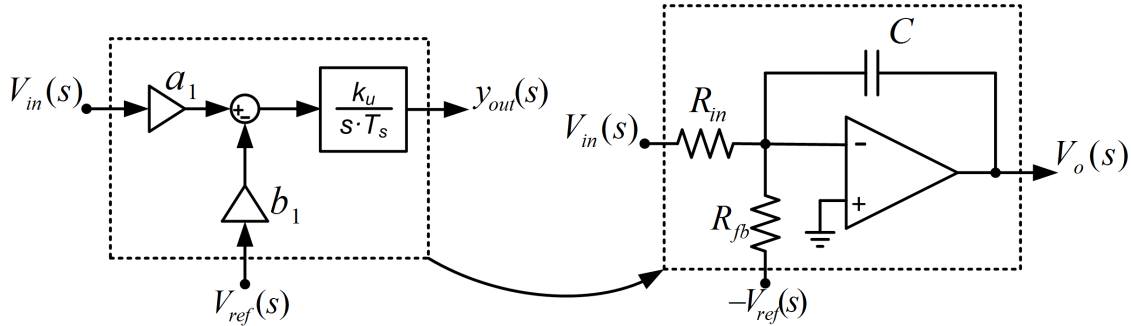 V_in(s)
a_1
+
-
k_u
s·T_s
y_out(s)
b_1
V_ref(s)
C
R_in
V_in(s)
-
+
V_o(s)
R_fb
-V_ref(s)